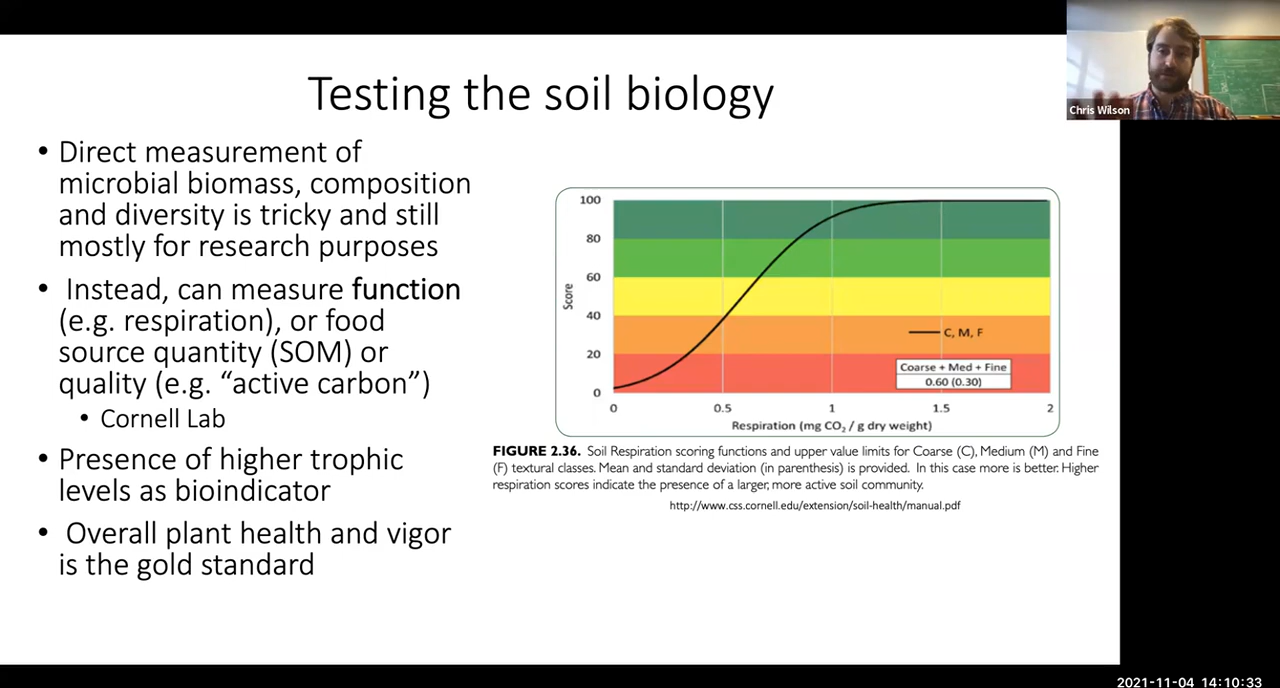 Testing the soil biology
Chris Wilson
• Direct measurement of
microbial biomass, composition
and diversity is tricky and still
mostly for research purposes
• Instead, can measure function
(e.g. respiration), or food
source quantity (SOM) or
quality (e.g. “active carbon”)
• Cornell Lab
• Presence of higher trophic
levels as bioindicator
• Overall plant health and vigor
is the gold standard
100
80
60
40
20
0
Score
C, M, F
Coarse + Med + Fine
0.60 (0.30)
0 0.5 1 1.5 2
Respiration (mg CO₂ / g dry weight)
FIGURE 2.36. Soil Respiration scoring functions and upper value limits for Coarse (C), Medium (M) and Fine
(F) textural classes. Mean and standard deviation (in parenthesis) is provided. In this case more is better. Higher
respiration scores indicate the presence of a larger, more active soil community.
http://www.css.cornell.edu/extension/soil-health/manual.pdf
2021-11-04 14:10:33